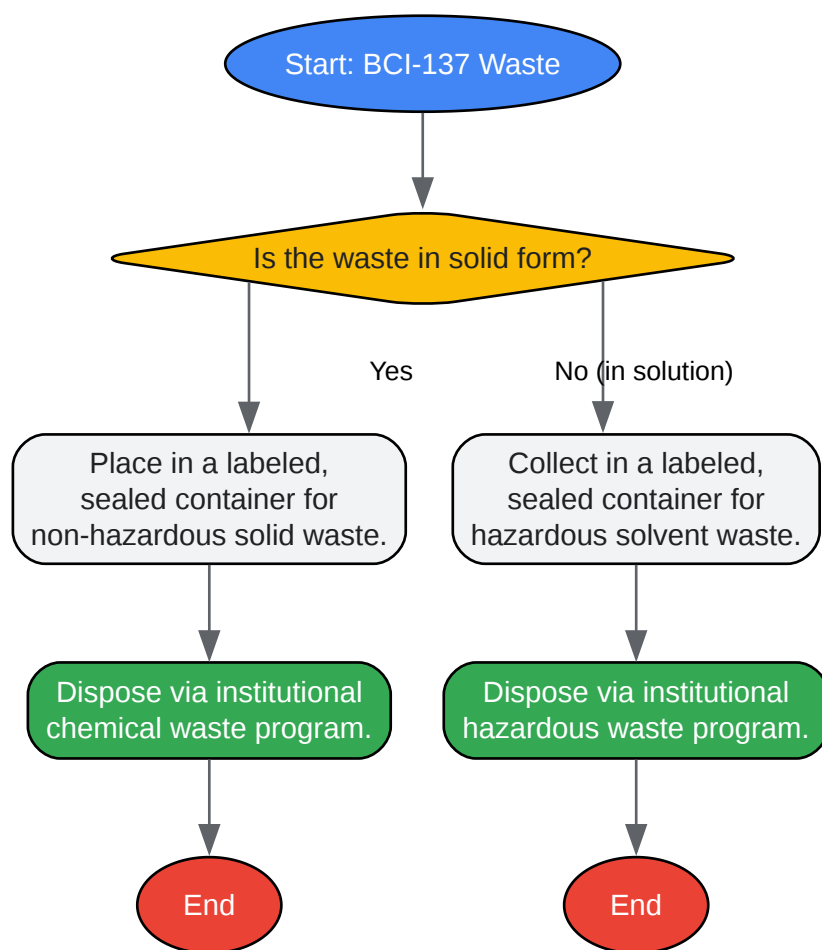 Start: BCI-137 Waste
Is the waste in solid form?
Yes
No (in solution)
Place in a labeled,
sealed container for
non-hazardous solid waste.
Collect in a labeled,
sealed container for
hazardous solvent waste.
Dispose via institutional
chemical waste program.
Dispose via institutional
hazardous waste program.
End
End